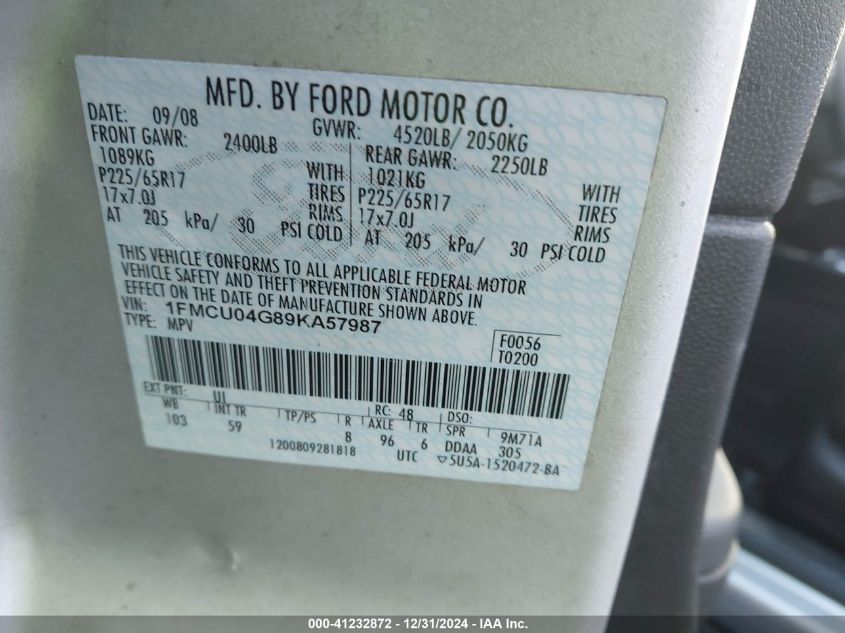 MFD. BY FORD MOTOR CO.
DATE: 09/08 GVWR: 4520LB/ 2050KG
FRONT GAWR: 2400LB REAR GAWR: 2250LB
1089KG WITH 1021KG WITH
P225/65R17 TIRES P225/65R17 TIRES
17x7.0J RIMS 17x7.0J RIMS
AT 205 kPa/ 30 PSI COLD AT 205 kPa/ 30 PSI COLD
THIS VEHICLE CONFORMS TO ALL APPLICABLE FEDERAL MOTOR
VEHICLE SAFETY AND THEFT PREVENTION STANDARDS IN
EFFECT ON THE DATE OF MANUFACTURE SHOWN ABOVE.
VIN: 1FMCU04G89KA57987
TYPE: MPV
F0056
T0200
EXT PNT: UI RC: 48 DSO:
WB INT TR TP/PS R AXLE TR SPR 9M71A
103 59 8 96 6 DDAA 305
1200809281818 UTC ▽5U5A-1520472-BA
Ford
000-41232872 - 12/31/2024 - IAA Inc.